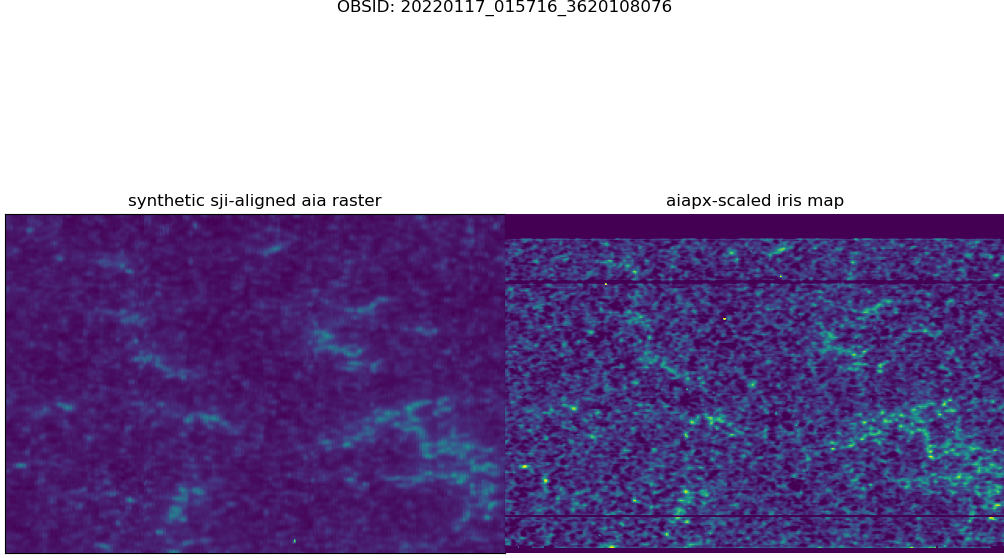 OBSID: 20220117_015716_3620108076
synthetic sji-aligned aia raster
aiapx-scaled iris map